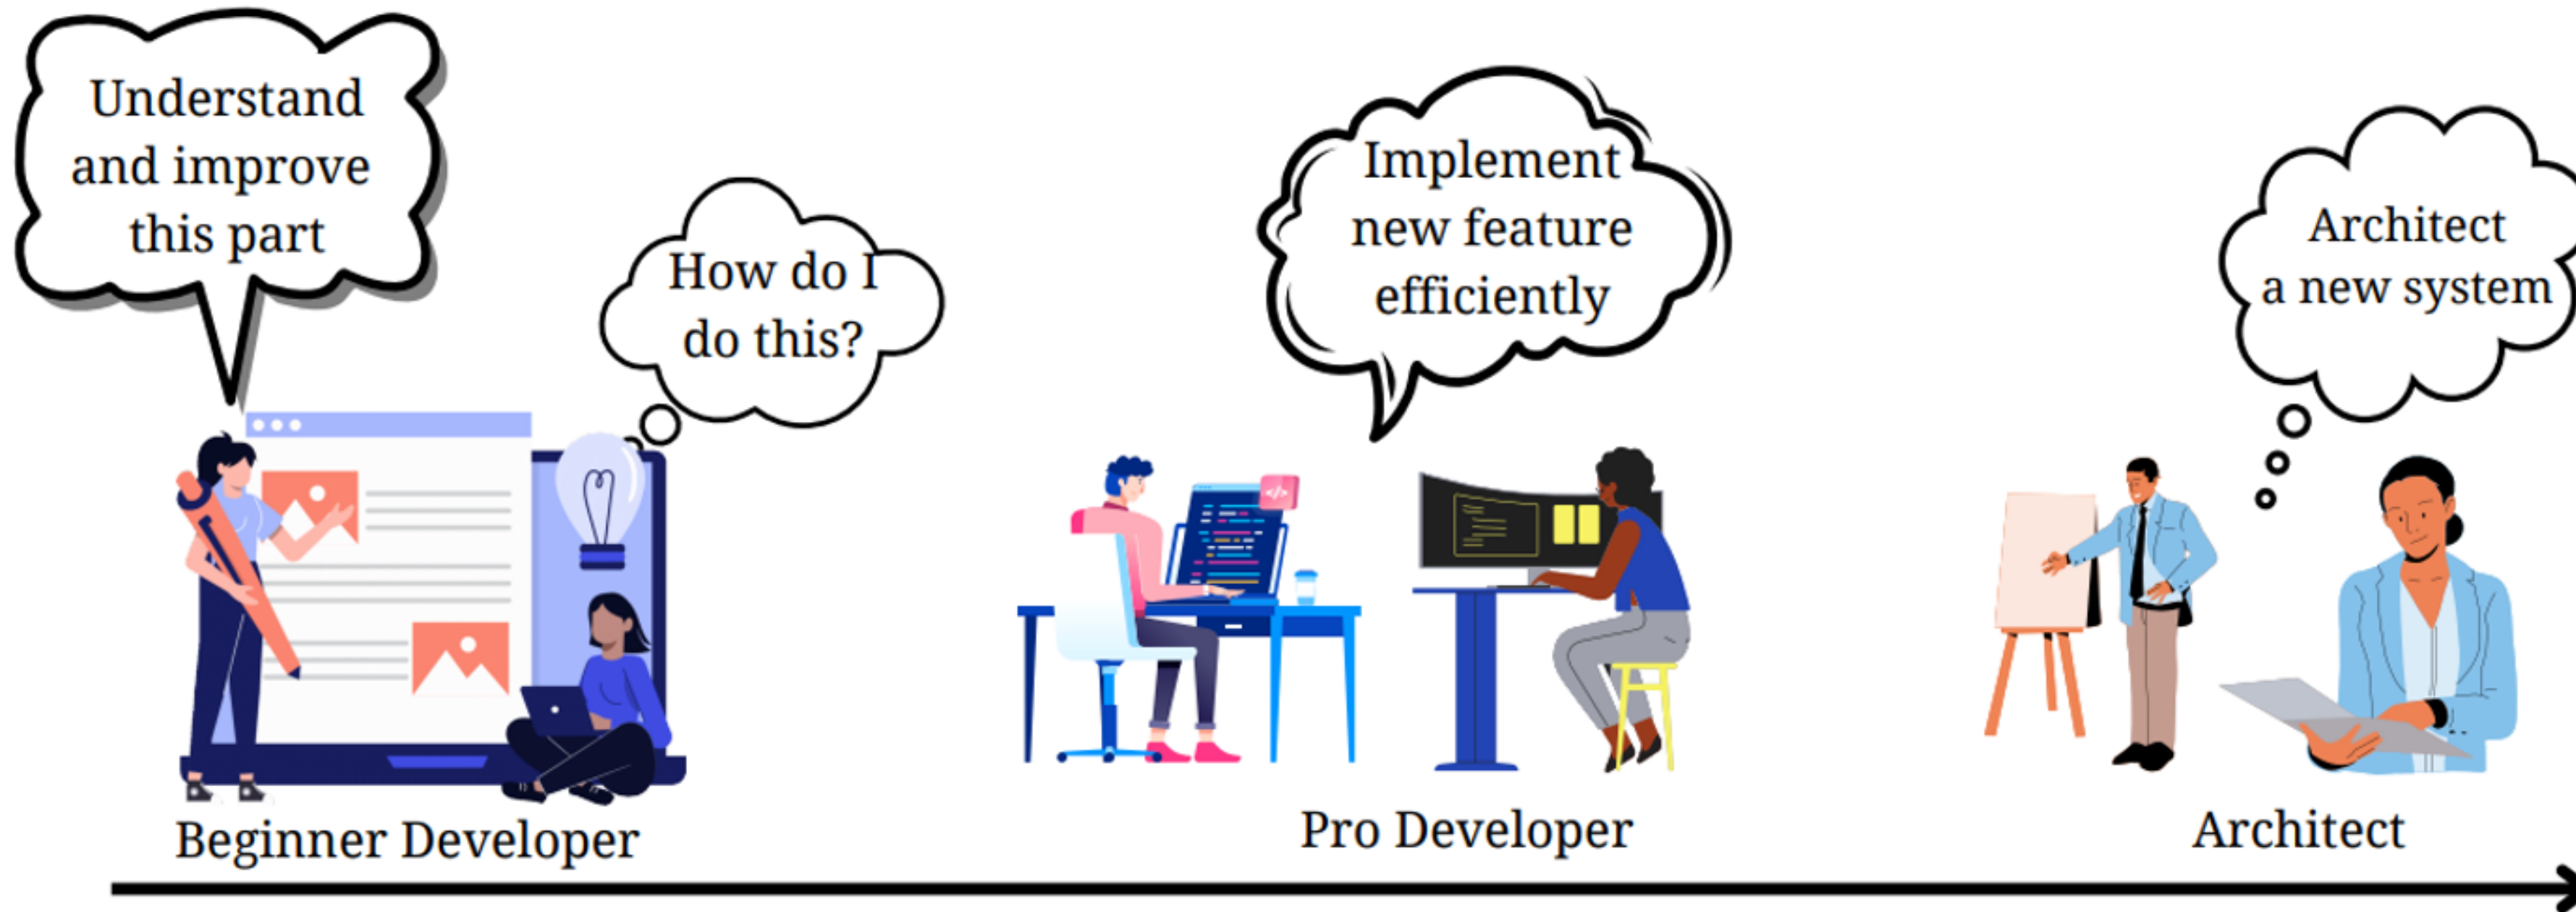 Understand
and improve
this part
How do I
do this?
Implement
new feature
efficiently
Architect
a new system
</>
Beginner Developer
Pro Developer
Architect